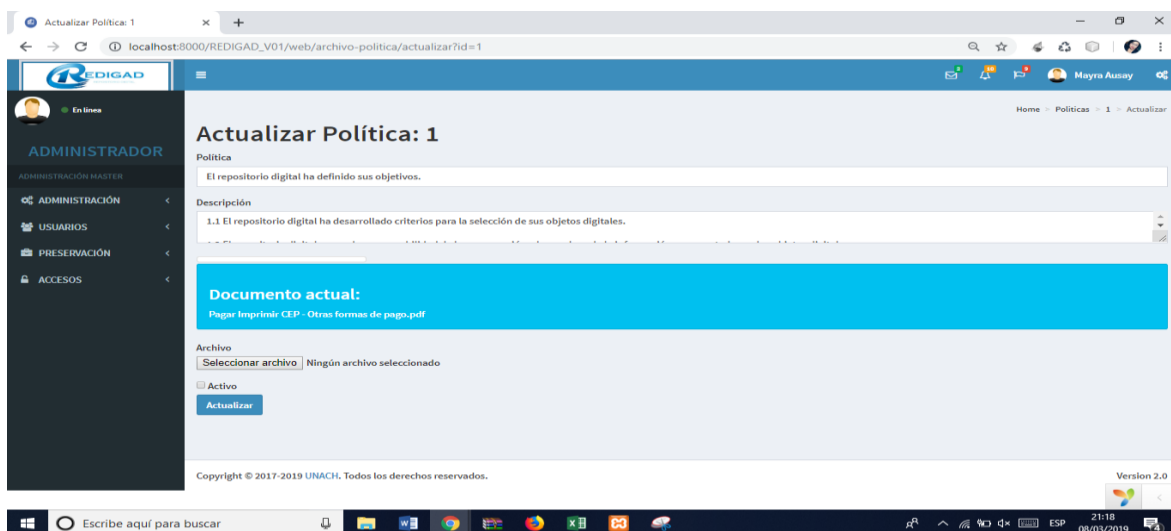 Actualizar Política: 1
localhost:8000/REDIGAD_V01/web/archivo-politica/actualizar?id=1
REDIGAD
Mayra Ausay
En línea
Home > Políticas > 1 > Actualizar
ADMINISTRADOR
ADMINISTRACIÓN MASTER
ADMINISTRACIÓN
USUARIOS
PRESERVACIÓN
ACCESOS
Actualizar Política: 1
Política
El repositorio digital ha definido sus objetivos.
Descripción
1.1 El repositorio digital ha desarrollado criterios para la selección de sus objetos digitales.
Documento actual:
Pagar Imprimir CEP - Otras formas de pago.pdf
Archivo
Seleccionar archivo Ningún archivo seleccionado
Activo
Actualizar
Copyright © 2017-2019 UNACH. Todos los derechos reservados.
Version 2.0
Escribe aquí para buscar
ESP
21:18
08/03/2019